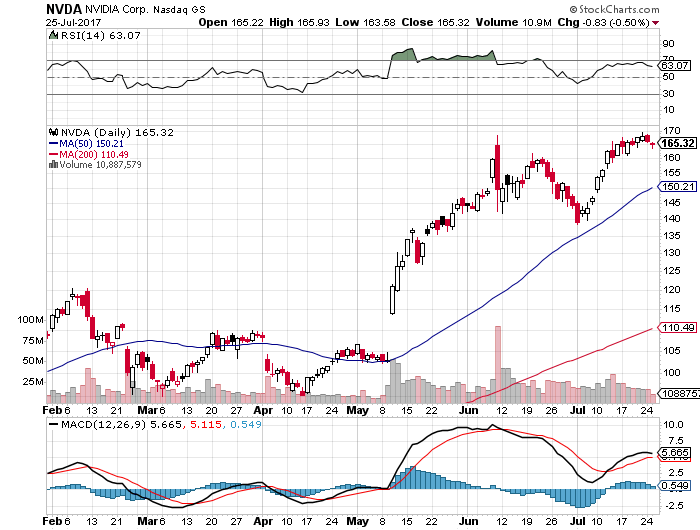 NVDA NVIDIA Corp. Nasdaq GS © StockCharts.com
25-Jul-2017 Open 165.22 High 165.93 Low 163.58 Close 165.32 Volume 10.9M Chg -0.83 (-0.50%)
RSI(14) 63.07
90
70
63.07
50
30
10
NVDA (Daily) 165.32
MA(50) 150.21
MA(200) 110.49
Volume 10,887,579
170
165.32
160
155
150.21
145
140
135
130
125
120
115
110.49
105
100
100M
75M
50M
25M
Feb 6 13 21 Mar 13 20 27 Apr 10 17 24 May 8 15 22 Jun 12 19 26 Jul 10 17 24
MACD(12,26,9) 5.665, 5.115, 0.549
10.0
7.5
5.665
2.5
0.549
-2.5
Feb 6 13 21 Mar 13 20 27 Apr 10 17 24 May 8 15 22 Jun 12 19 26 Jul 10 17 24